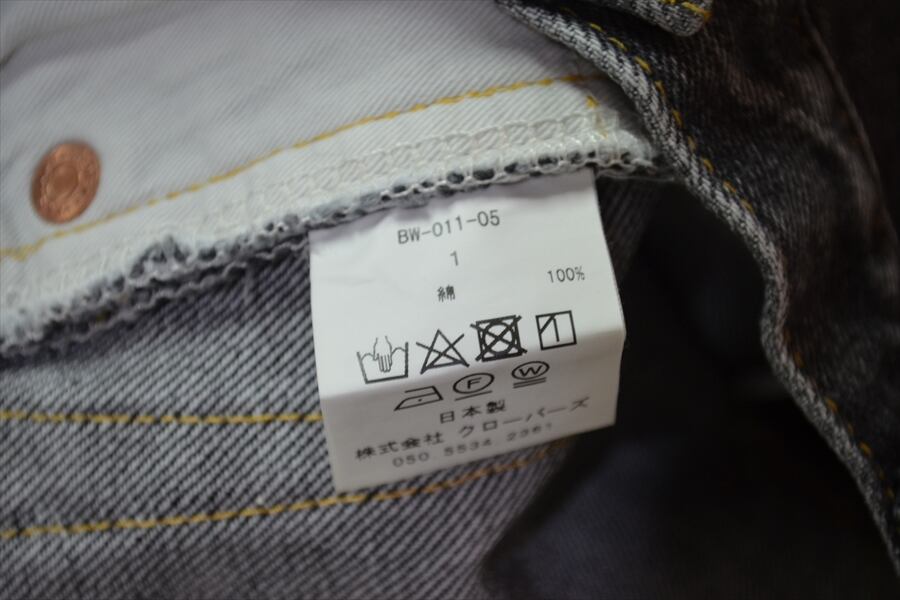 BW-011-05
1
綿 100%
F W
日本製
株式会社 クローバーズ
050.5534.2361